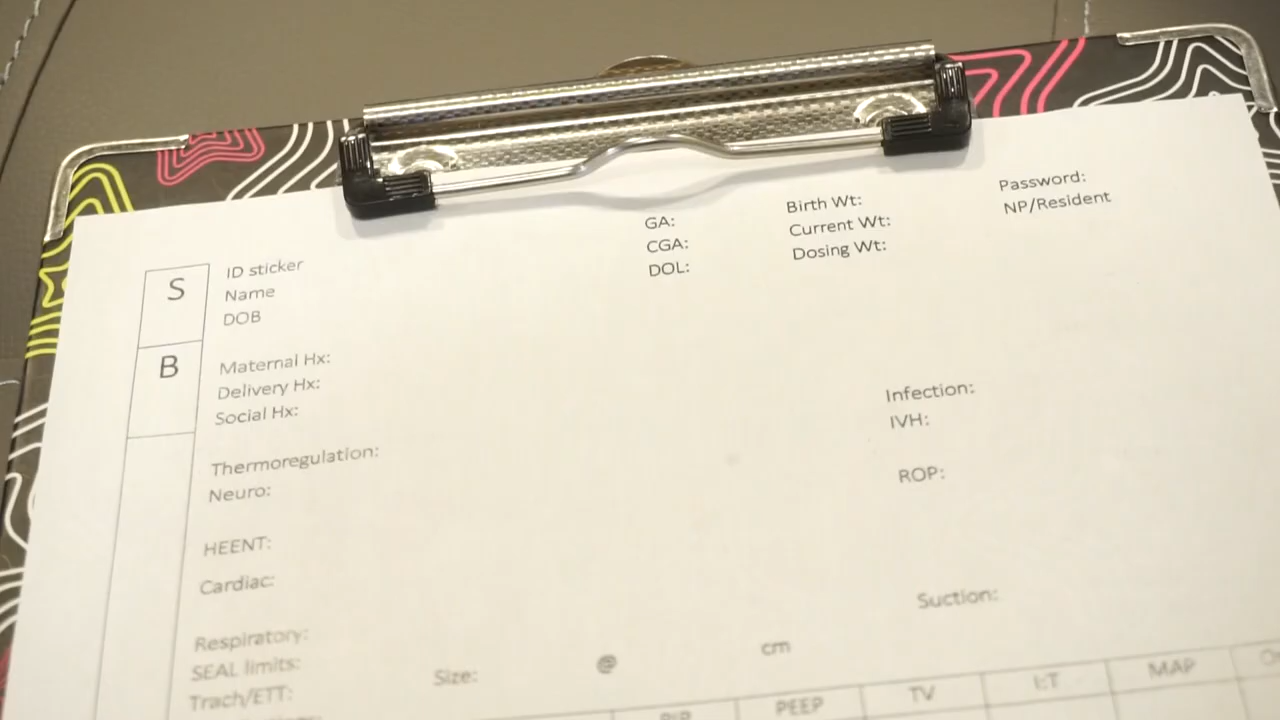 GA:
CGA:
DOL:
Birth Wt:
Current Wt:
Dosing Wt:
Password:
NP/Resident
S
ID sticker
Name
DOB
B
Maternal Hx:
Delivery Hx:
Social Hx:
Infection:
IVH:
Thermoregulation:
Neuro:
ROP:
HEENT:
Cardiac:
Suction:
Respiratory:
SEAL limits:
Trach/ETT:
Size: @ cm
PIP PEEP TV I:T MAP